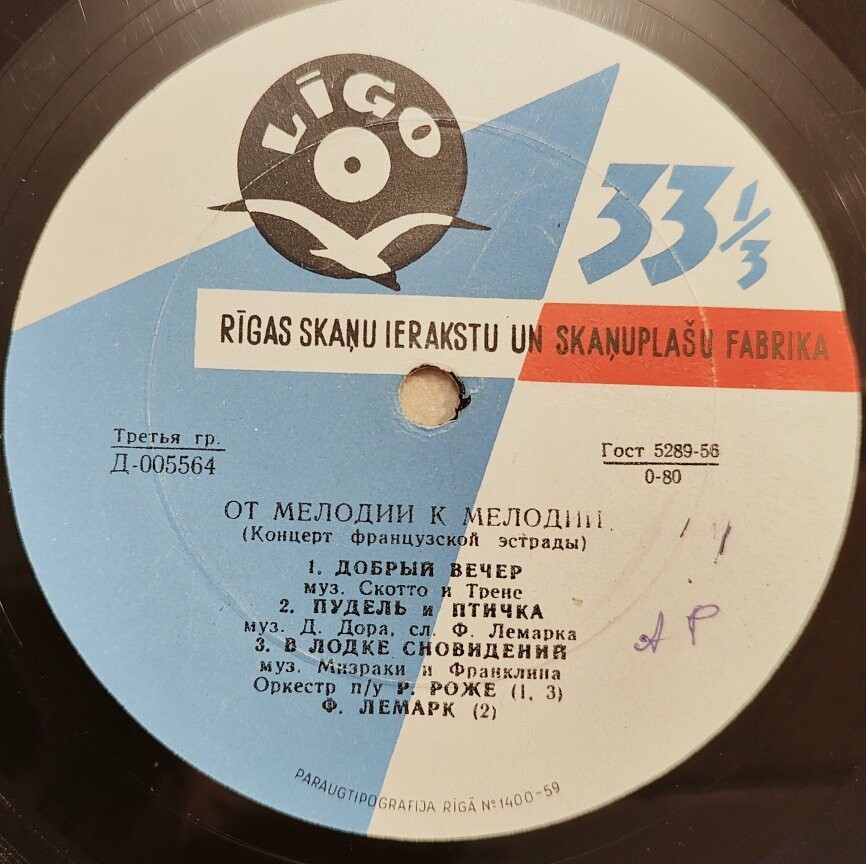 LĪGO
33 1/3
RĪGAS SKAŅU IERAKSTU UN SKAŅUPLAŠU FABRIKA
Третья гр.
Д-005564
Гост 5289-56
0-80
ОТ МЕЛОДИИ К МЕЛОДИИ
(Концерт французской эстрады)
1. ДОБРЫЙ ВЕЧЕР
муз. Скотто и Тренс
2. ПУДЕЛЬ и ПТИЧКА
муз. Д. Дора, сл. Ф. Лемарка
3. В ЛОДКЕ СНОВИДЕНИЙ
муз. Мизраки и Франклина
Оркестр п/у Р. РОЖЕ (1, 3)
Ф. ЛЕМАРК (2)
АР
PARAUGTIPOGRAFIJA RĪGĀ Nº 1400-59